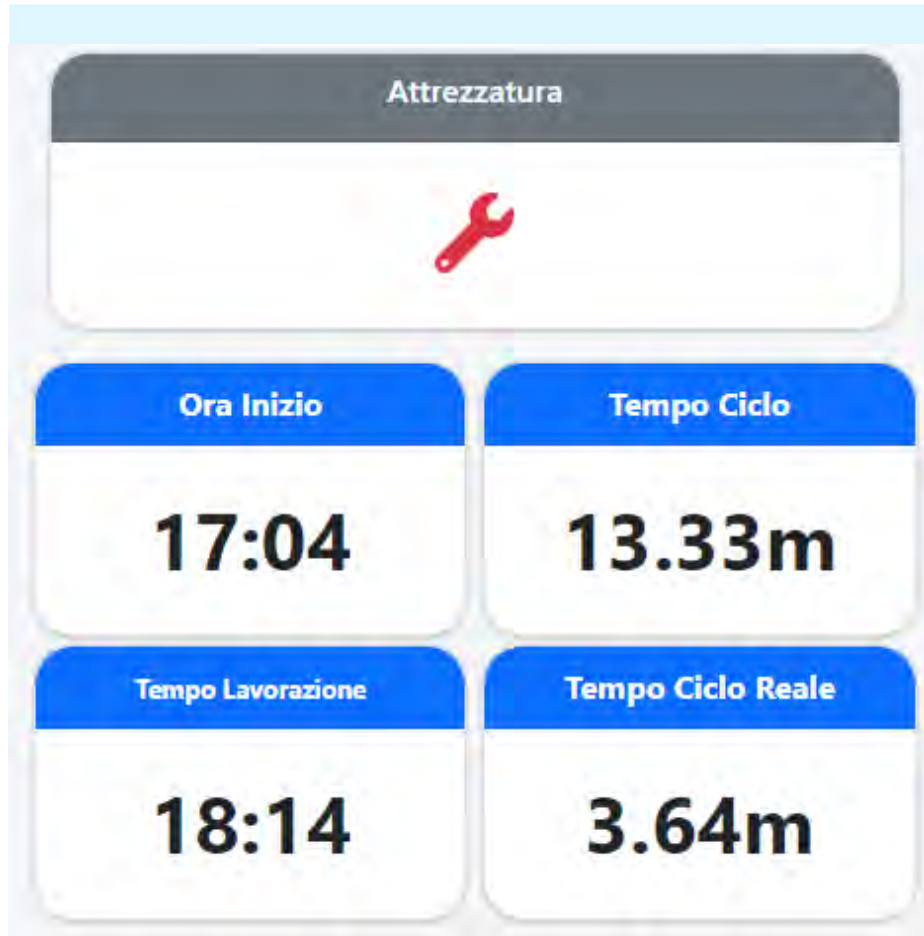 Attrezzatura
Ora Inizio
Tempo Ciclo
17:04
13.33m
Tempo Lavorazione
Tempo Ciclo Reale
18:14
3.64m